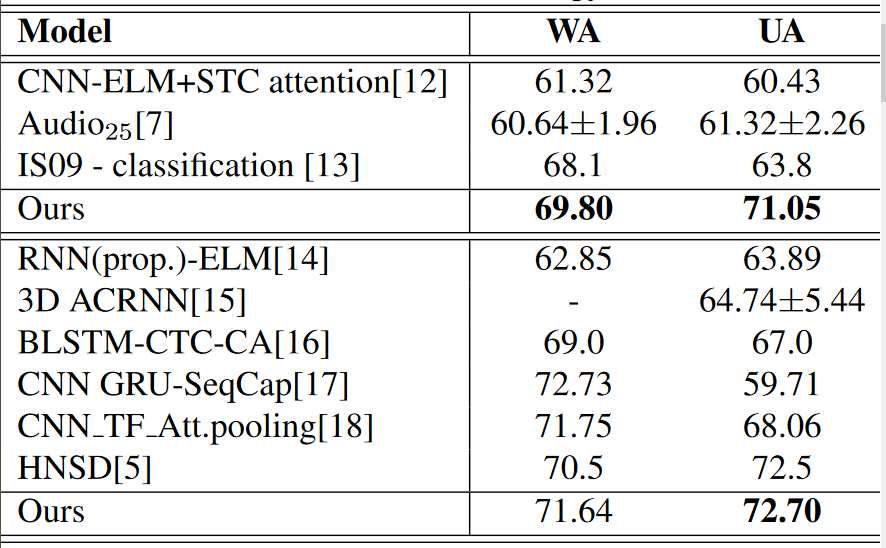 Model WA UA
CNN-ELM+STC attention[12] 61.32 60.43
Audio₂₅[7] 60.64±1.96 61.32±2.26
IS09 - classification [13] 68.1 63.8
Ours 69.80 71.05
RNN(prop.)-ELM[14] 62.85 63.89
3D ACRNN[15] - 64.74±5.44
BLSTM-CTC-CA[16] 69.0 67.0
CNN GRU-SeqCap[17] 72.73 59.71
CNN_TF_Att.pooling[18] 71.75 68.06
HNSD[5] 70.5 72.5
Ours 71.64 72.70